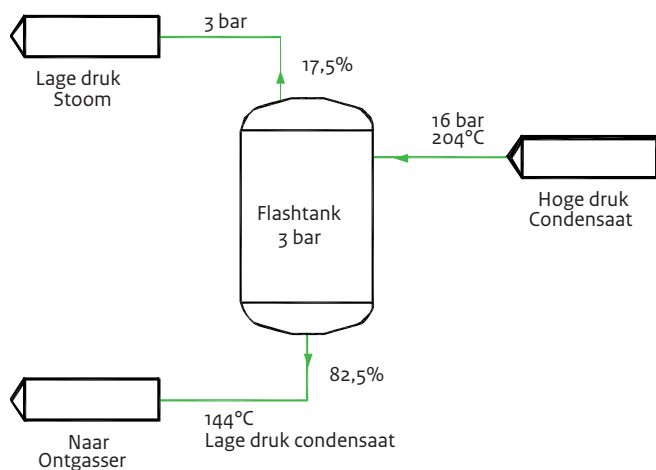 3 bar
Lage druk
Stoom
17,5%
16 bar
204°C
Hoge druk
Condensaat
Flashtank
3 bar
82,5%
144°C
Lage druk condensaat
Naar
Ontgasser